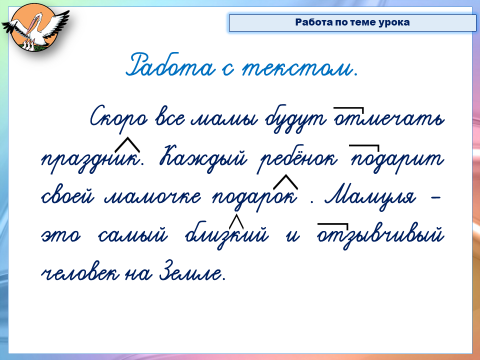 Работа по теме урока
Работа с текстом.
Скоро все мамы будут отмечать
праздник. Каждый ребёнок подарит
своей мамочке подарок . Мамуля -
это самый близкий и отзывчивый
человек на Земле.